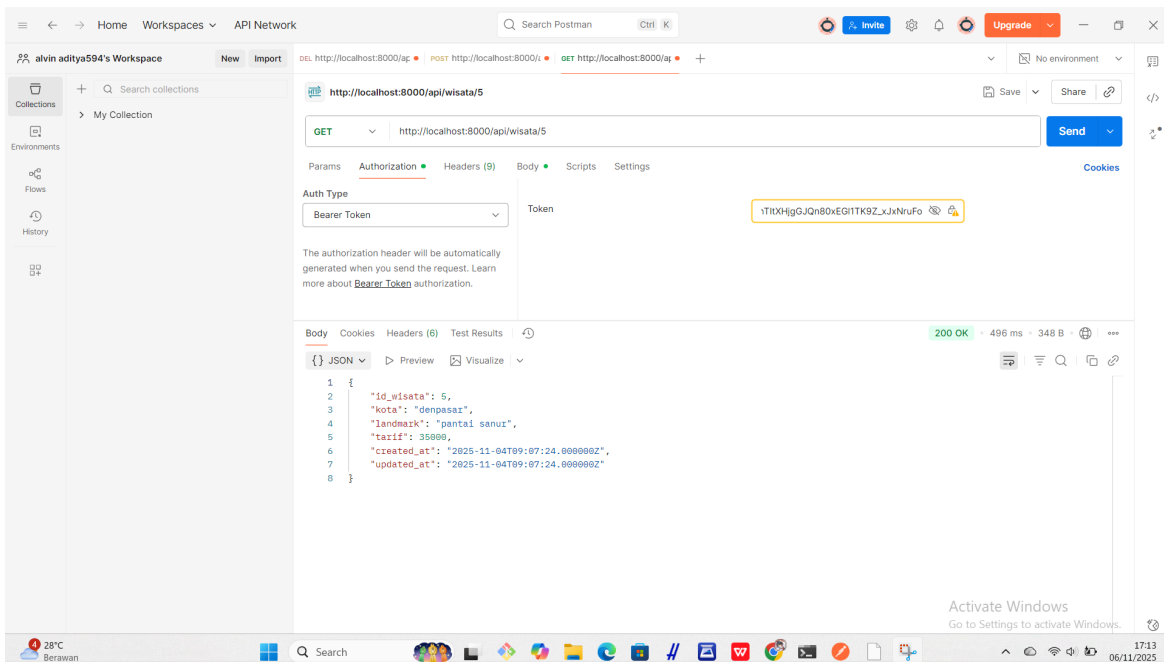 Home Workspaces API Network Search Postman Ctrl K Invite Upgrade
alvin aditya594's Workspace New Import DEL http://localhost:8000/ap POST http://localhost:8000/a GET http://localhost:8000/ap No environment
Collections
Environments
Flows
History
Search collections
My Collection
HTTP http://localhost:8000/api/wisata/5 Save Share
GET http://localhost:8000/api/wisata/5 Send
Params Authorization Headers (9) Body Scripts Settings Cookies
Auth Type
Bearer Token
Token
The authorization header will be automatically
generated when you send the request. Learn
more about Bearer Token authorization.
Body Cookies Headers (6) Test Results 200 OK 496 ms 348 B
{} JSON Preview Visualize
1 {
2 "id_wisata": 5,
3 "kota": "denpasar",
4 "landmark": "pantai sanur",
5 "tarif": 35000,
6 "created_at": "2025-11-04T09:07:24.000000Z",
7 "updated_at": "2025-11-04T09:07:24.000000Z"
8 }
Activate Windows
Go to Settings to activate Windows.
4 28°C
Berawan
Search
17:13
06/11/2025